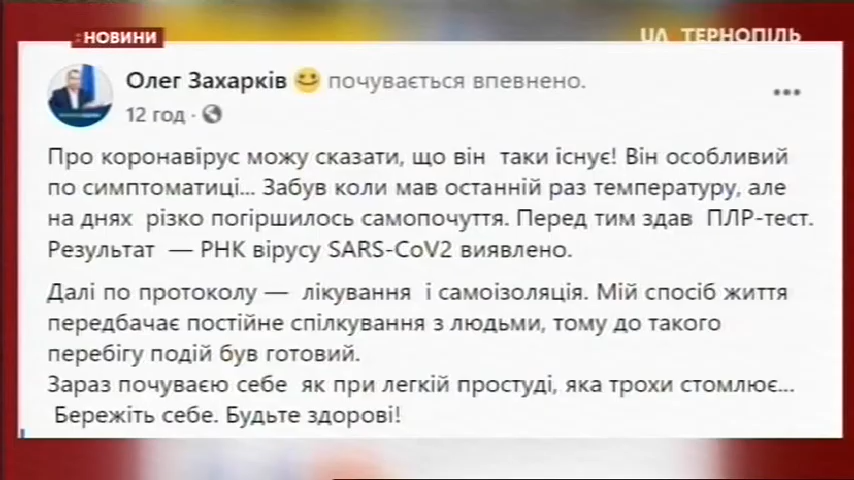 :НОВИНИ
UA ТЕРНОПІЛЬ
Олег Захарків почувається впевнено.
12 год ·
Про коронавірус можу сказати, що він таки існує! Він особливий
по симптоматиці... Забув коли мав останній раз температуру, але
на днях різко погіршилось самопочуття. Перед тим здав ПЛР-тест.
Результат — РНК вірусу SARS-CoV2 виявлено.
Далі по протоколу — лікування і самоізоляція. Мій спосіб життя
передбачає постійне спілкування з людьми, тому до такого
перебігу подій був готовий.
Зараз почуваєю себе як при легкій простуді, яка трохи стомлює...
Бережіть себе. Будьте здорові!